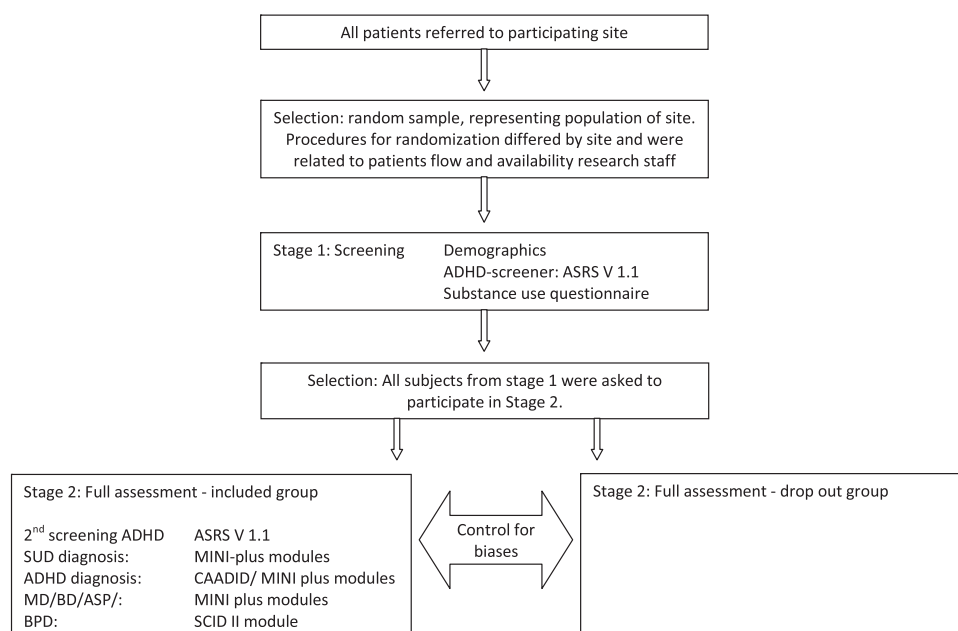 All patients referred to participating site
Selection: random sample, representing population of site.
Procedures for randomization differed by site and were
related to patients flow and availability research staff
Stage 1: Screening Demographics
ADHD-screener: ASRS V 1.1
Substance use questionnaire
Selection: All subjects from stage 1 were asked to
participate in Stage 2.
Stage 2: Full assessment - included group
2nd screening ADHD ASRS V 1.1
SUD diagnosis: MINI-plus modules
ADHD diagnosis: CAADID/ MINI plus modules
MD/BD/ASP/: MINI plus modules
BPD: SCID II module
Control for
biases
Stage 2: Full assessment - drop out group